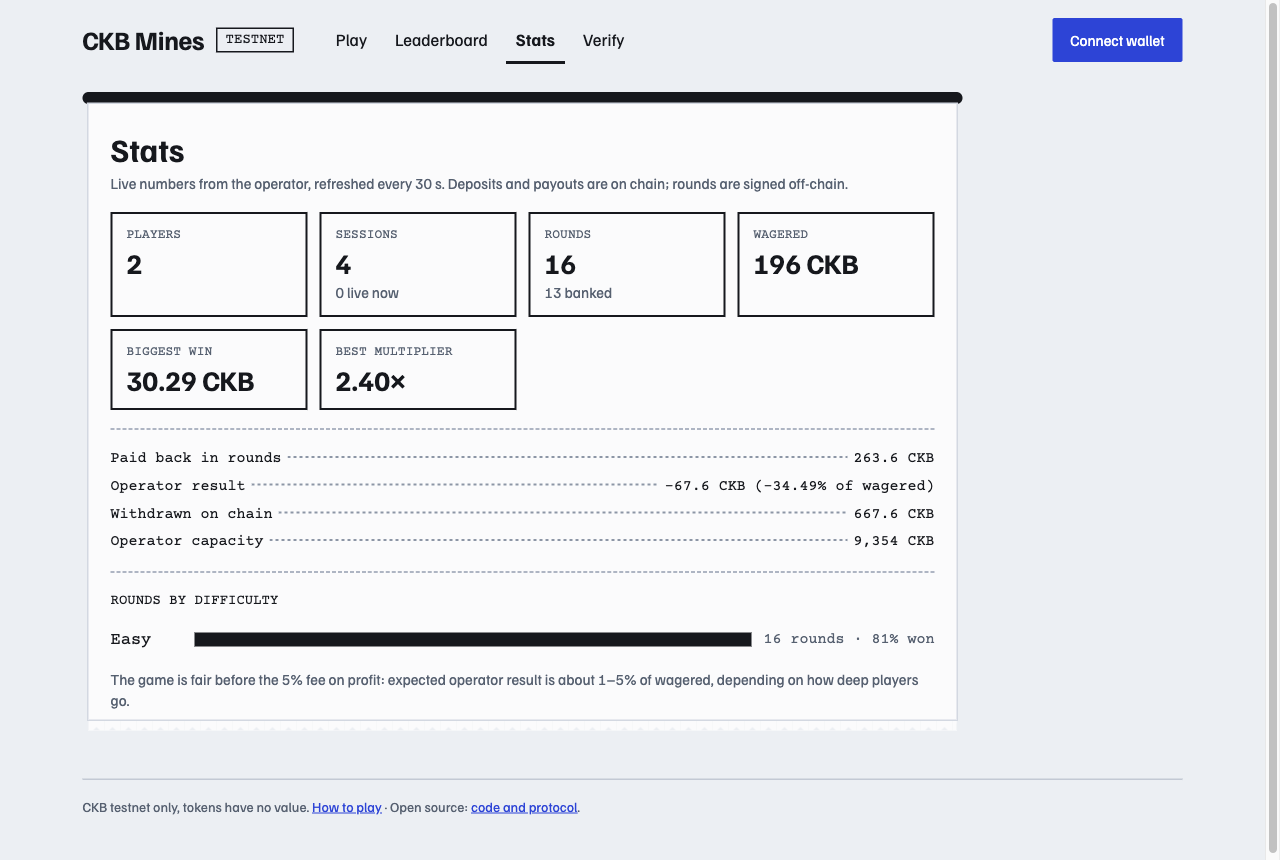 CKB Mines
TESTNET
Play
Leaderboard
Stats
Verify
Connect wallet
Stats
Live numbers from the operator, refreshed every 30 s. Deposits and payouts are on chain; rounds are signed off-chain.
PLAYERS
2
SESSIONS
4
0 live now
ROUNDS
16
13 banked
WAGERED
196 CKB
BIGGEST WIN
30.29 CKB
BEST MULTIPLIER
2.40×
Paid back in rounds 263.6 CKB
Operator result −67.6 CKB (−34.49% of wagered)
Withdrawn on chain 667.6 CKB
Operator capacity 9,354 CKB
ROUNDS BY DIFFICULTY
Easy 16 rounds · 81% won
The game is fair before the 5% fee on profit: expected operator result is about 1–5% of wagered, depending on how deep players
go.
CKB testnet only, tokens have no value. How to play · Open source: code and protocol.